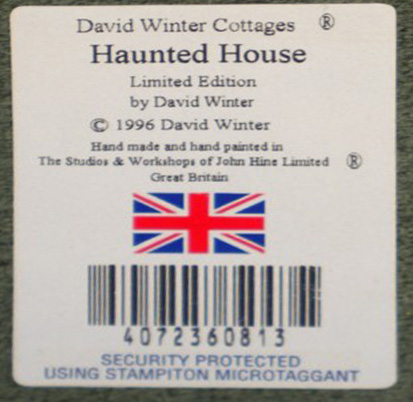 David Winter Cottages ®
Haunted House
Limited Edition
by David Winter
© 1996 David Winter
Hand made and hand painted in
The Studios & Workshops of John Hine Limited ®
Great Britain
4072360813
SECURITY PROTECTED
USING STAMPITON MICROTAGGANT